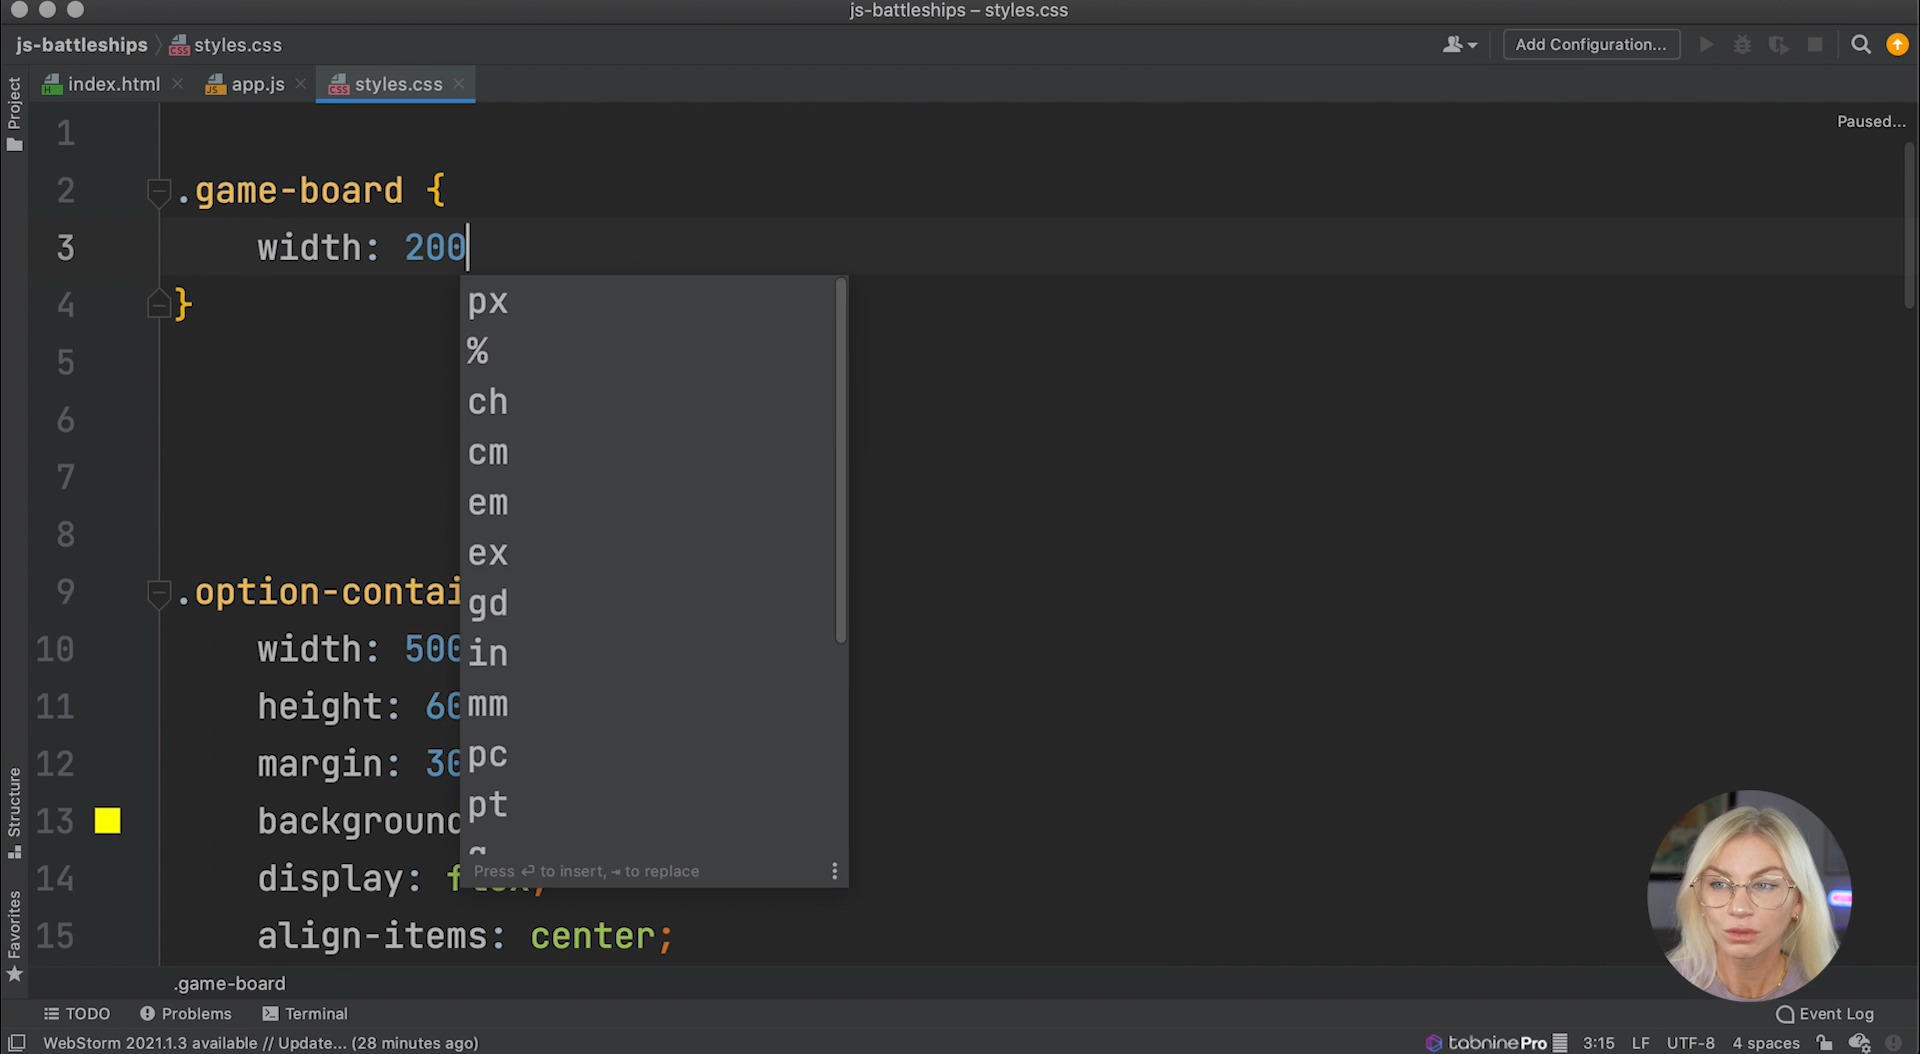 js-battleships – styles.css
js-battleships
styles.css
Add Configuration...
Project
index.html
app.js
styles.css
Paused...
1
2 .game-board {
3 width: 200
4 }
5
6
7
8
px
%
ch
cm
em
ex
gd
in
mm
pc
pt
Press ⏎ to insert, ⇥ to replace
9 .option-contai
10 width: 500
11 height: 60
12 margin: 30
13 background
14 display:
15 align-items: center;
Structure
Favorites
.game-board
TODO
Problems
Terminal
Event Log
WebStorm 2021.1.3 available // Update... (28 minutes ago)
tabnine Pro
3:15
LF
UTF-8
4 spaces